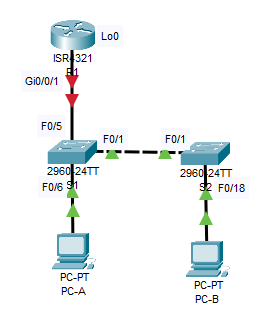 Lo0
ISR4321
R1
Gi0/0/1
F0/5
F0/1
F0/1
2960-24TT
S1
2960-24TT
S2
F0/6
F0/18
PC-PT
PC-A
PC-PT
PC-B